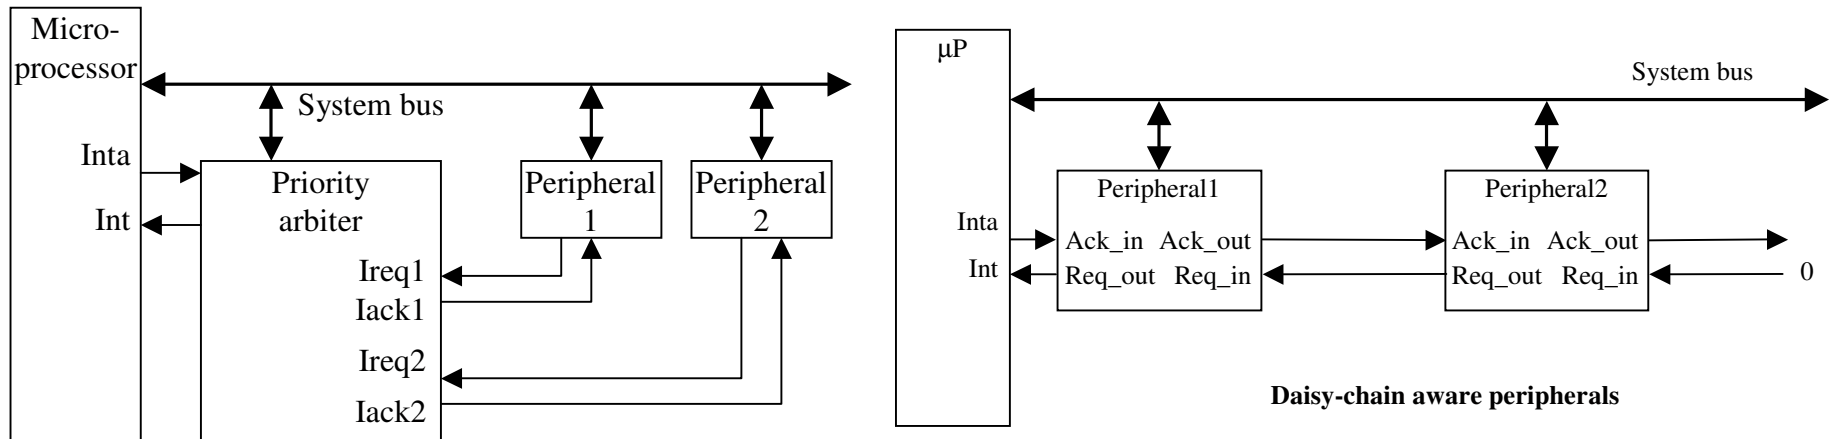 Micro-
processor
System bus
Inta
Int
Priority
arbiter
Peripheral
1
Peripheral
2
Ireq1
Iack1
Ireq2
Iack2
µP
System bus
Peripheral1
Peripheral2
Inta
Ack_in Ack_out
Ack_in Ack_out
Int
Req_out Req_in
Req_out Req_in
0
Daisy-chain aware peripherals